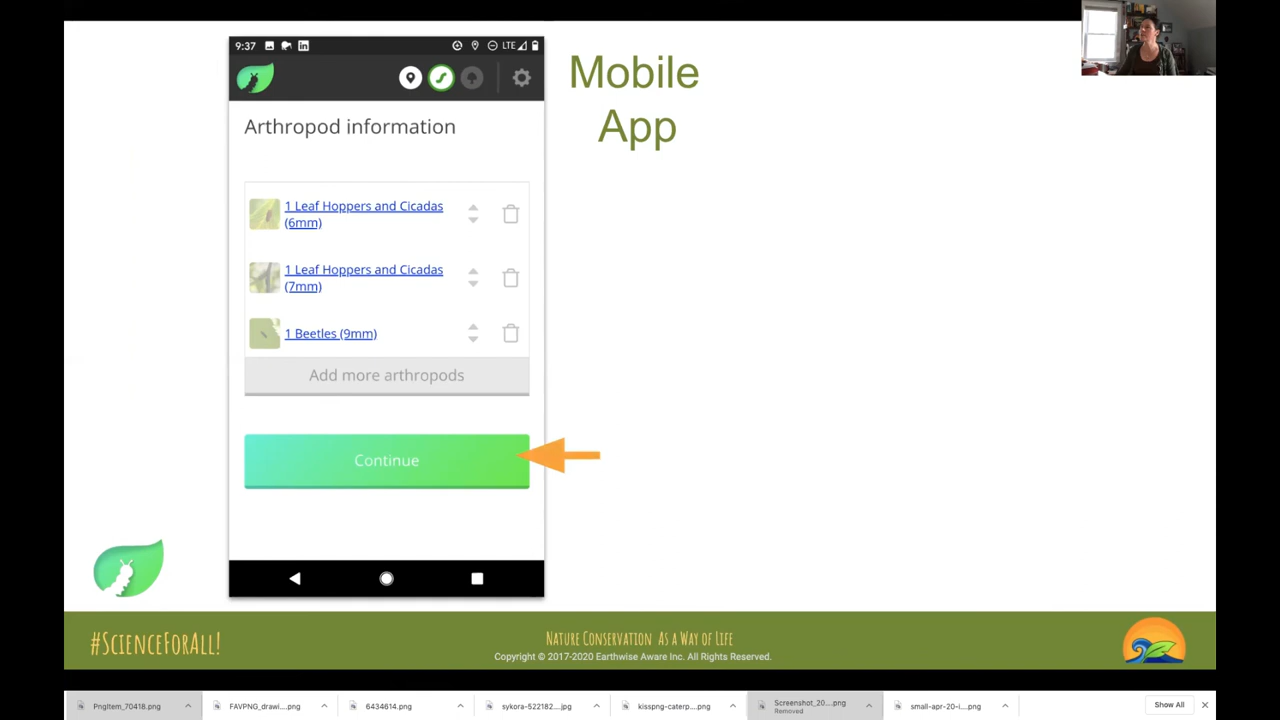 9:37
LTE
Mobile
App
Arthropod information
1 Leaf Hoppers and Cicadas
(6mm)
1 Leaf Hoppers and Cicadas
(7mm)
1 Beetles (9mm)
Add more arthropods
Continue
#ScienceForAll!
Nature Conservation As a Way of Life
Copyright © 2017-2020 Earthwise Aware Inc. All Rights Reserved.
PngItem_70418.png
FAVPNG_drawi....png
6434614.png
sykora-522182...jpg
kisspng-caterp....png
Screenshot_20....png
Removed
small-apr-20-i....png
Show All